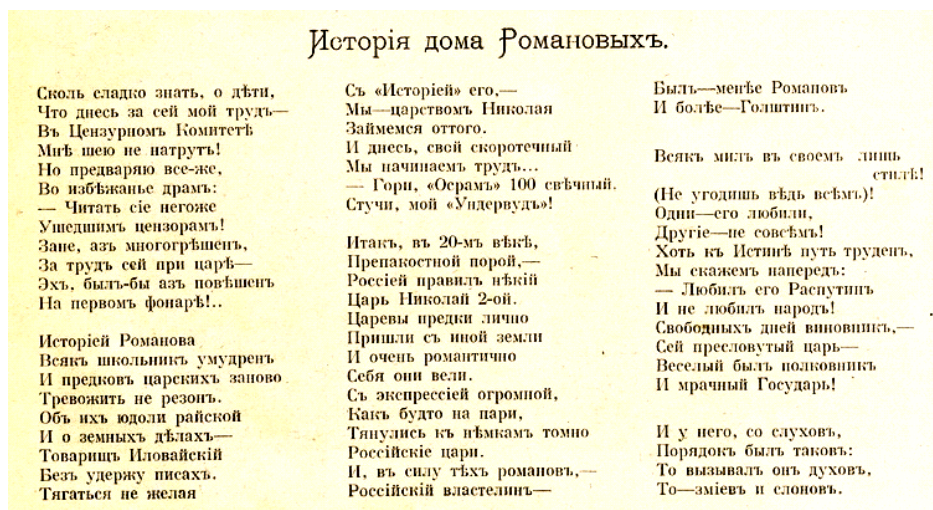 Исторія дома Романовыхъ.
Сколь сладко знать, о дѣти,
Что днесь за сей мой трудъ—
Въ Цензурномъ Комитетѣ
Мнѣ шею не натрутъ!
Но предваряю все-же,
Во избѣжанье драмъ:
— Читать сіе негоже
Ушедшимъ цензорамъ!
Зане, азъ многогрѣшенъ,
За трудъ сей при царѣ—
Эхъ, былъ-бы азъ повѣшенъ
На первомъ фонарѣ!..
Исторіей Романова
Всякъ школьникъ умудренъ
И предковъ царскихъ заново
Тревожить не резонъ.
Объ ихъ юдоли райской
И о земныхъ дѣлахъ—
Товарищъ Иловайскій
Безъ удержу писахъ.
Тягаться не желая
Съ «Исторіей» его,—
Мы—царствомъ Николая
Займемся оттого.
И днесь, свой скоротечный
Мы начинаемъ трудъ...
— Гори, «Осрамъ» 100 свѣчный.
Стучи, мой «Ундервудъ»!
Итакъ, въ 20-мъ вѣкѣ,
Препакостной порой,—
Россіей правилъ нѣкій
Царь Николай 2-ой.
Царевы предки лично
Пришли съ иной земли
И очень романтично
Себя они вели.
Съ экспрессіей огромной,
Какъ будто на пари,
Тянулись къ нѣмкамъ томно
Россійскіе цари.
И, въ силу тѣхъ романовъ,—
Россійскій властелинъ—
Былъ—менѣе Романовъ
И болѣе—Голштинъ.
Всякъ милъ въ своемъ лишь
стилѣ!
(Не угодишь вѣдь всѣмъ)!
Одни—его любили,
Другіе—не совсѣмъ!
Хоть къ Истинѣ путь труденъ,
Мы скажемъ напередъ:
— Любилъ его Распутинъ
И не любилъ народъ!
Свободныхъ дней виновникъ,—
Сей пресловутый царь—
Веселый былъ полковникъ
И мрачный Государь!
И у него, со слуховъ,
Порядокъ былъ таковъ:
То вызывалъ онъ духовъ,
То—зміевъ и слоновъ.